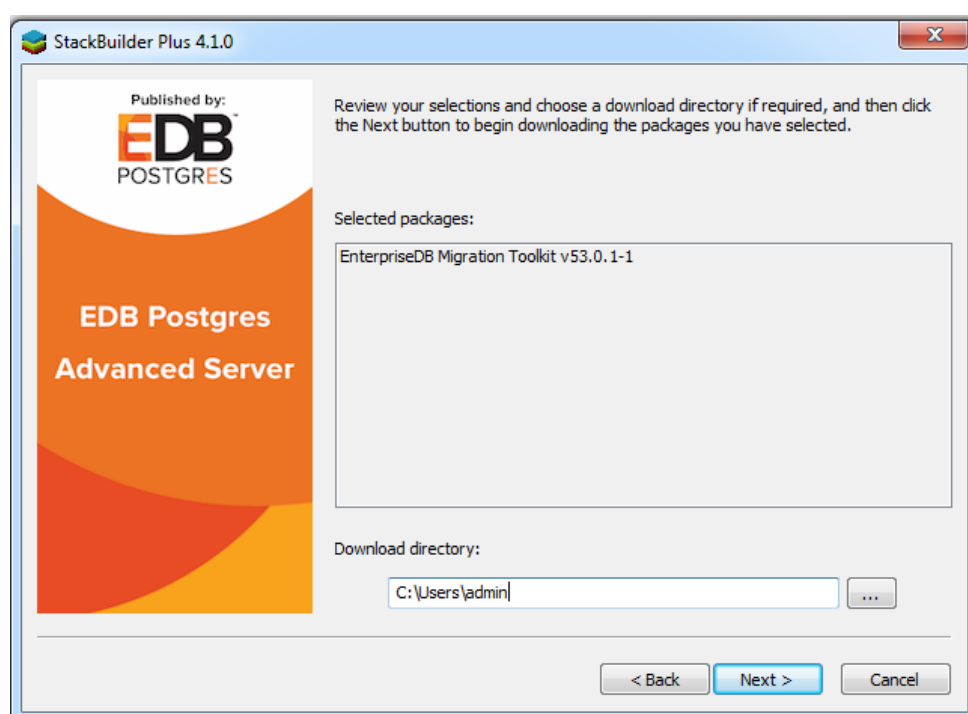 StackBuilder Plus 4.1.0
Published by:
EDB™
POSTGRES
EDB Postgres
Advanced Server
Review your selections and choose a download directory if required, and then click
the Next button to begin downloading the packages you have selected.
Selected packages:
EnterpriseDB Migration Toolkit v53.0.1-1
Download directory:
C:\Users\admin
...
< Back
Next >
Cancel